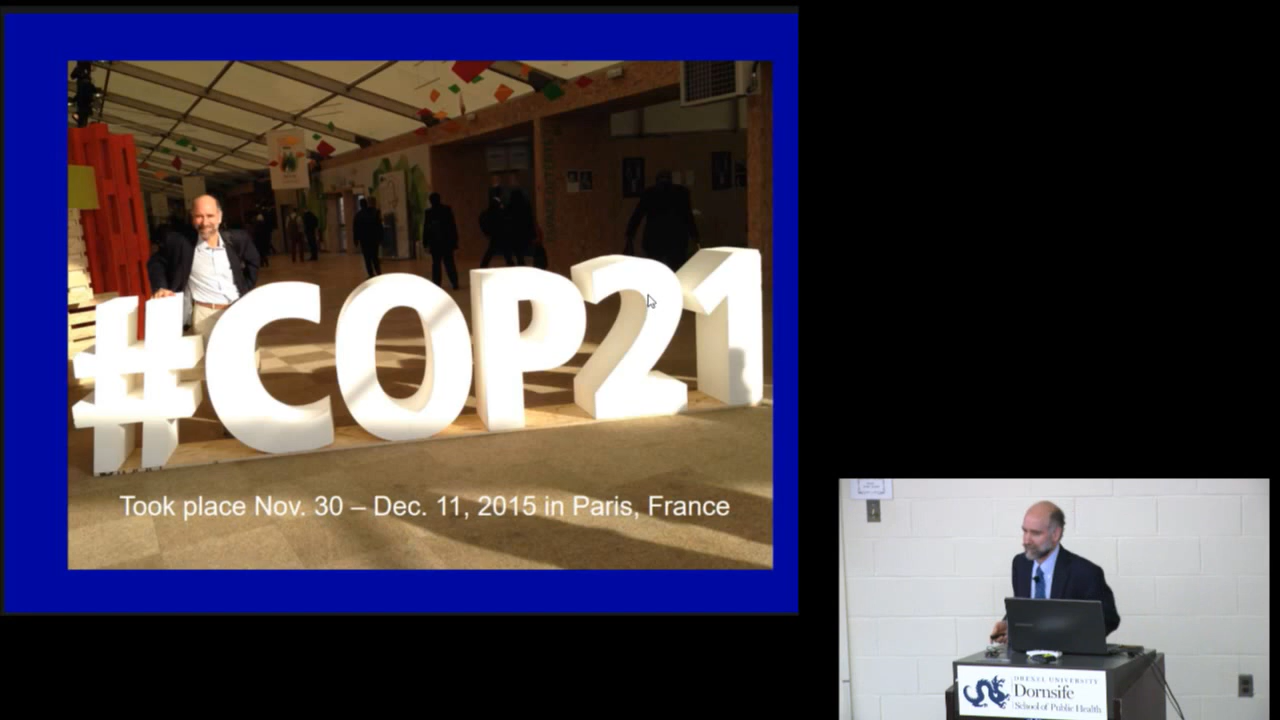 #COP21
Took place Nov. 30 – Dec. 11, 2015 in Paris, France
DREXEL UNIVERSITY
Dornsife
School of Public Health